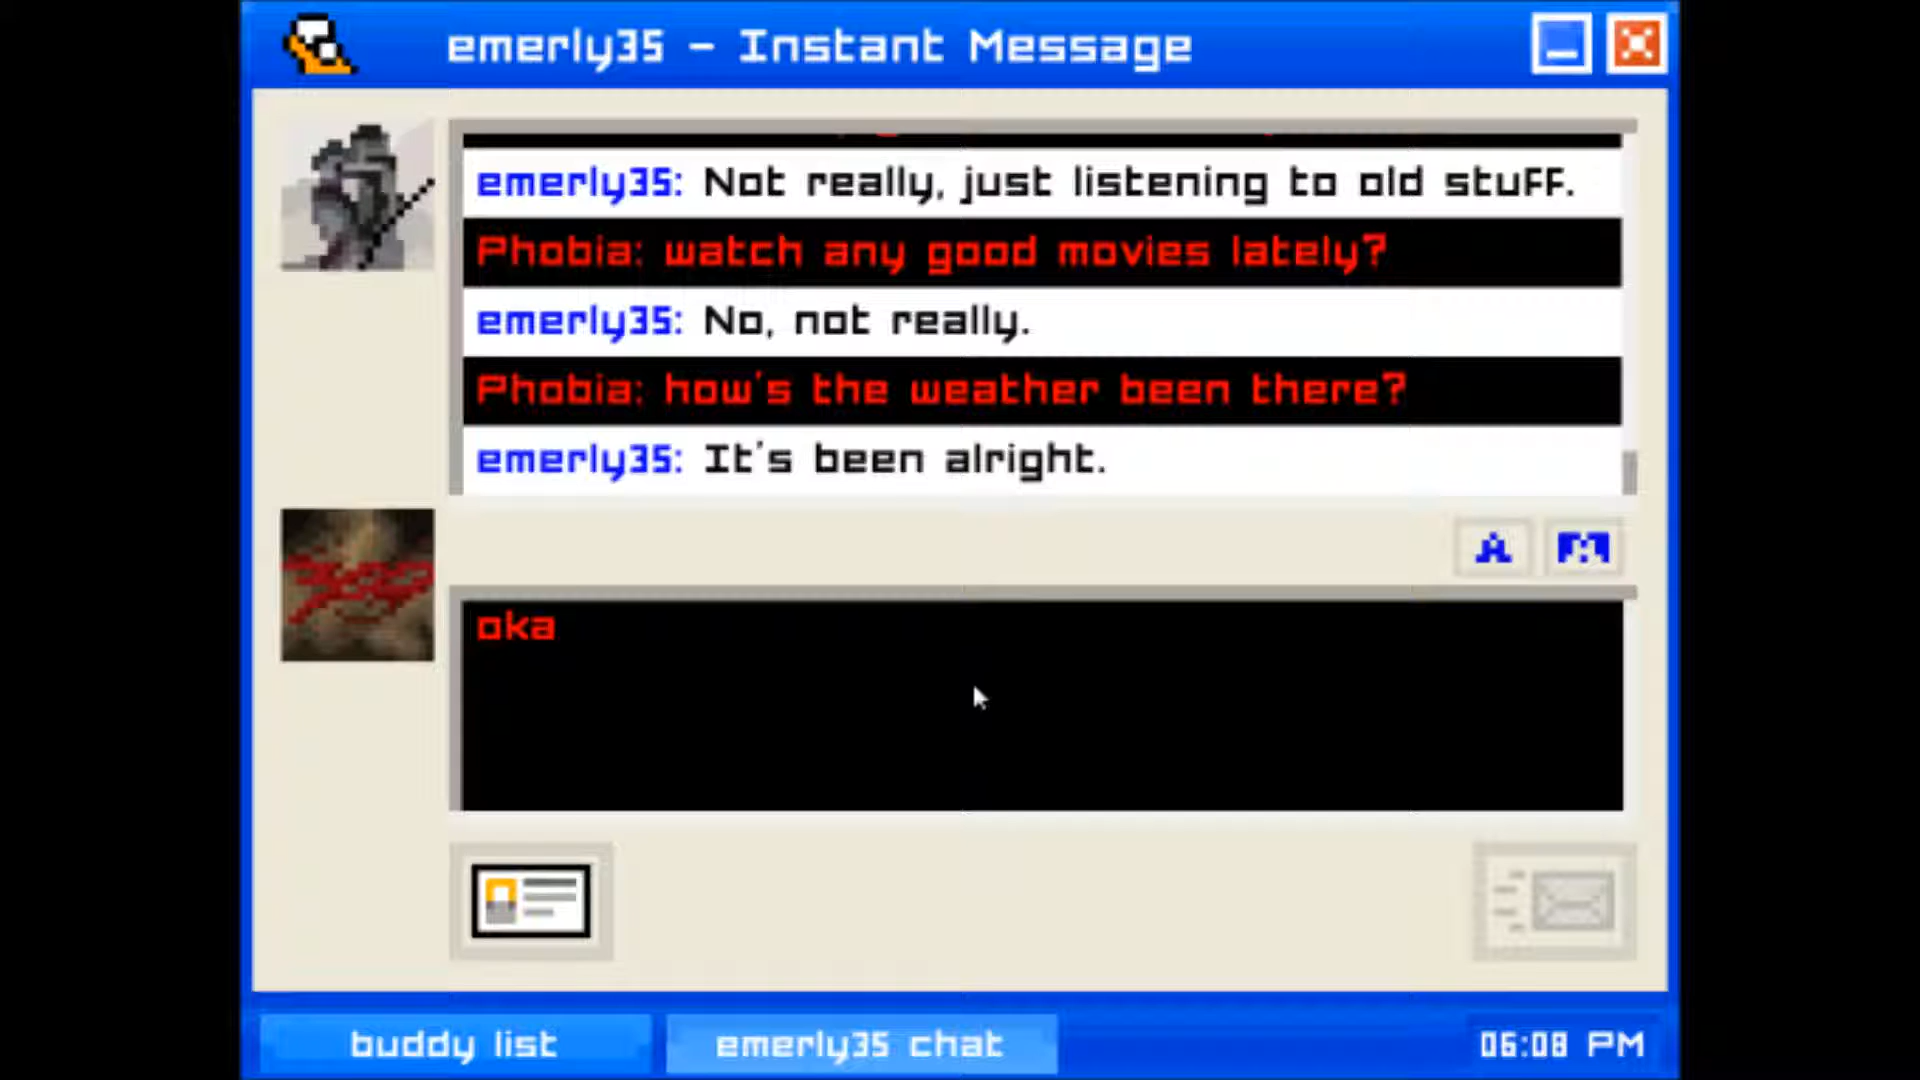 emerly35 - Instant Message
emerly35: Not really, just listening to old stuff.
Phobia: watch any good movies lately?
emerly35: No, not really.
Phobia: how's the weather been there?
emerly35: It's been alright.
A
oka
buddy list
emerly35 chat
06:08 PM